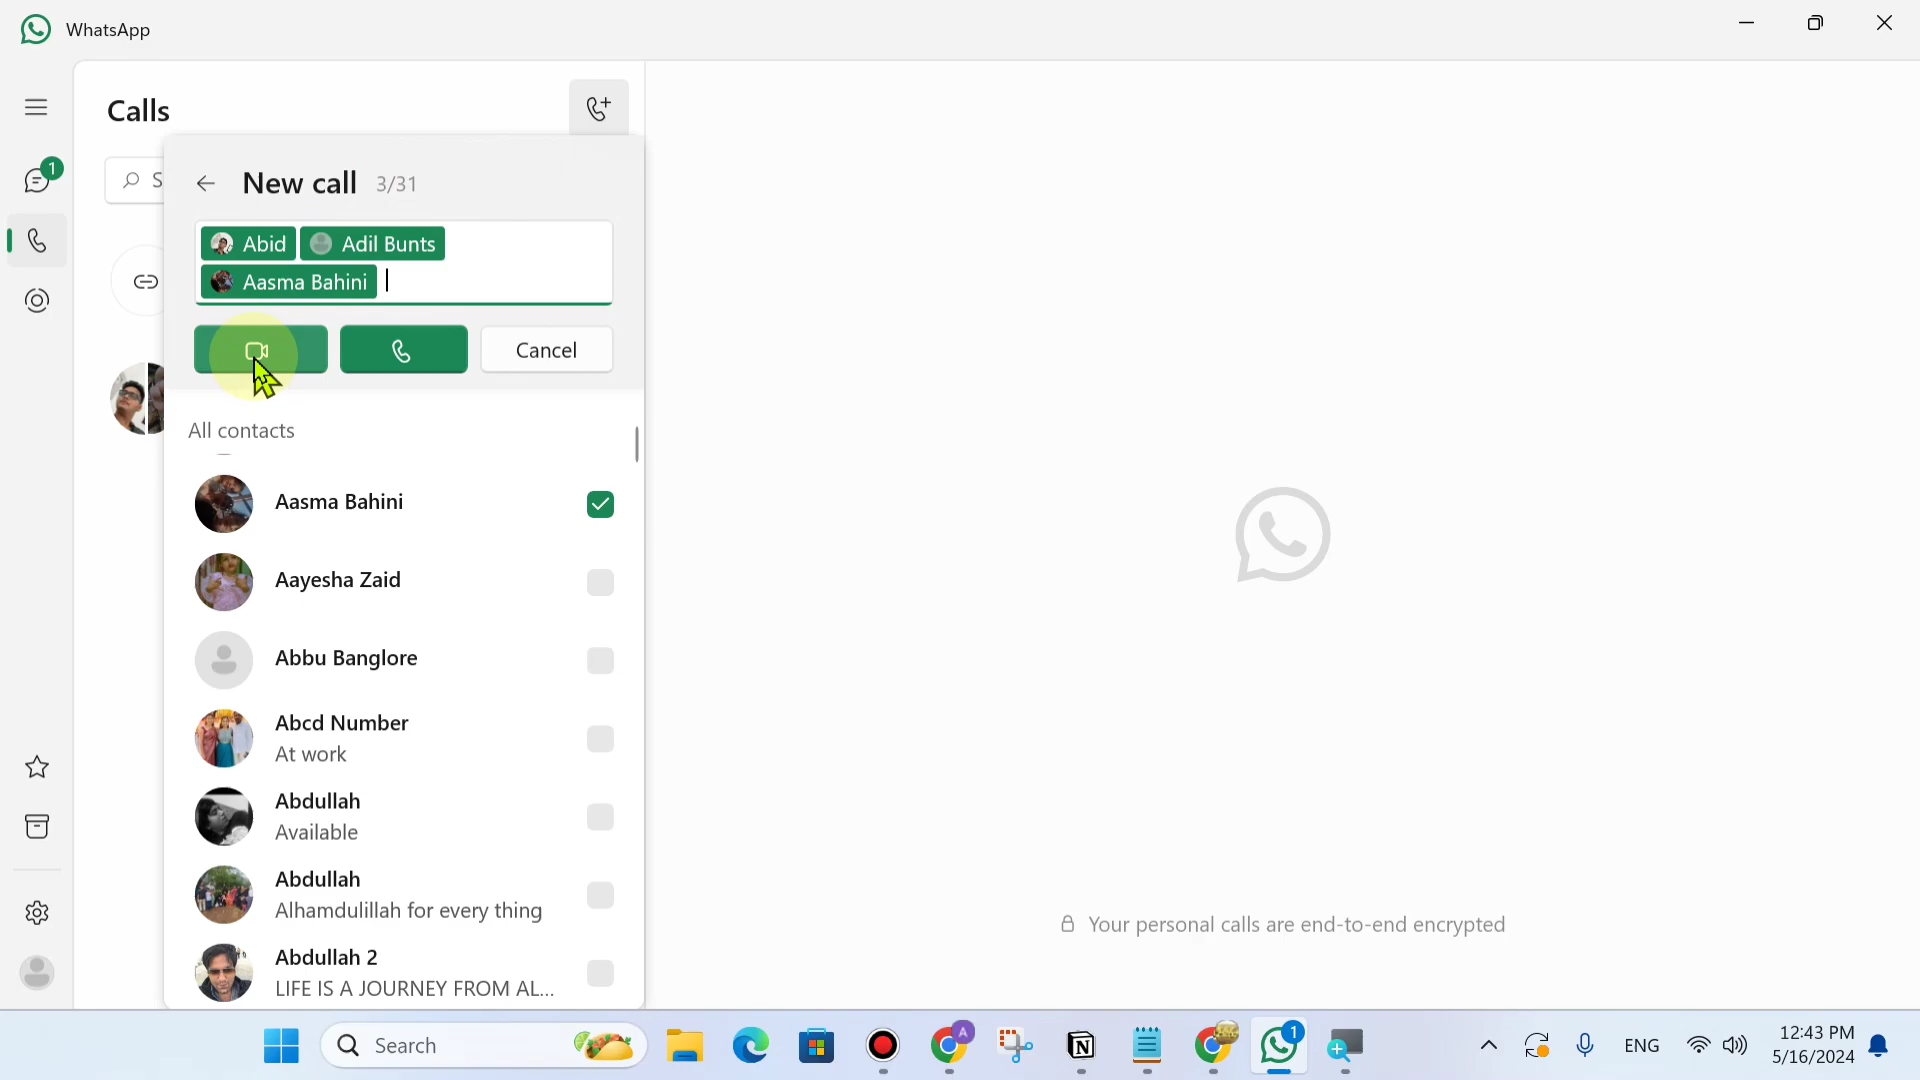 WhatsApp
Calls
1
S
New call 3/31
Abid Adil Bunts
Aasma Bahini
Cancel
All contacts
Aasma Bahini
Aayesha Zaid
Abbu Banglore
Abcd Number
At work
Abdullah
Available
Abdullah
Alhamdulillah for every thing
Abdullah 2
LIFE IS A JOURNEY FROM AL...
Your personal calls are end-to-end encrypted
Search
A
1
ENG
12:43 PM
5/16/2024